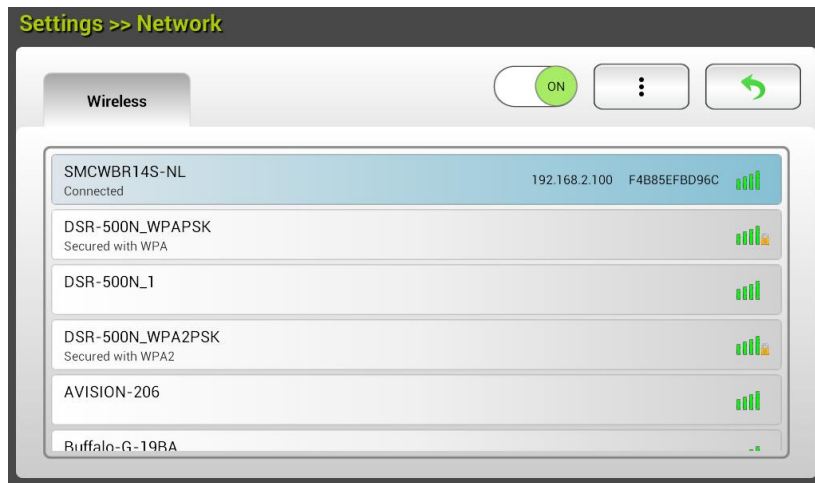 Settings >> Network
Wireless
ON
SMCWBR14S-NL
Connected
192.168.2.100 F4B85EFBD96C
DSR-500N_WPAPSK
Secured with WPA
DSR-500N_1
DSR-500N_WPA2PSK
Secured with WPA2
AVISION-206
Buffalo-G-19BA